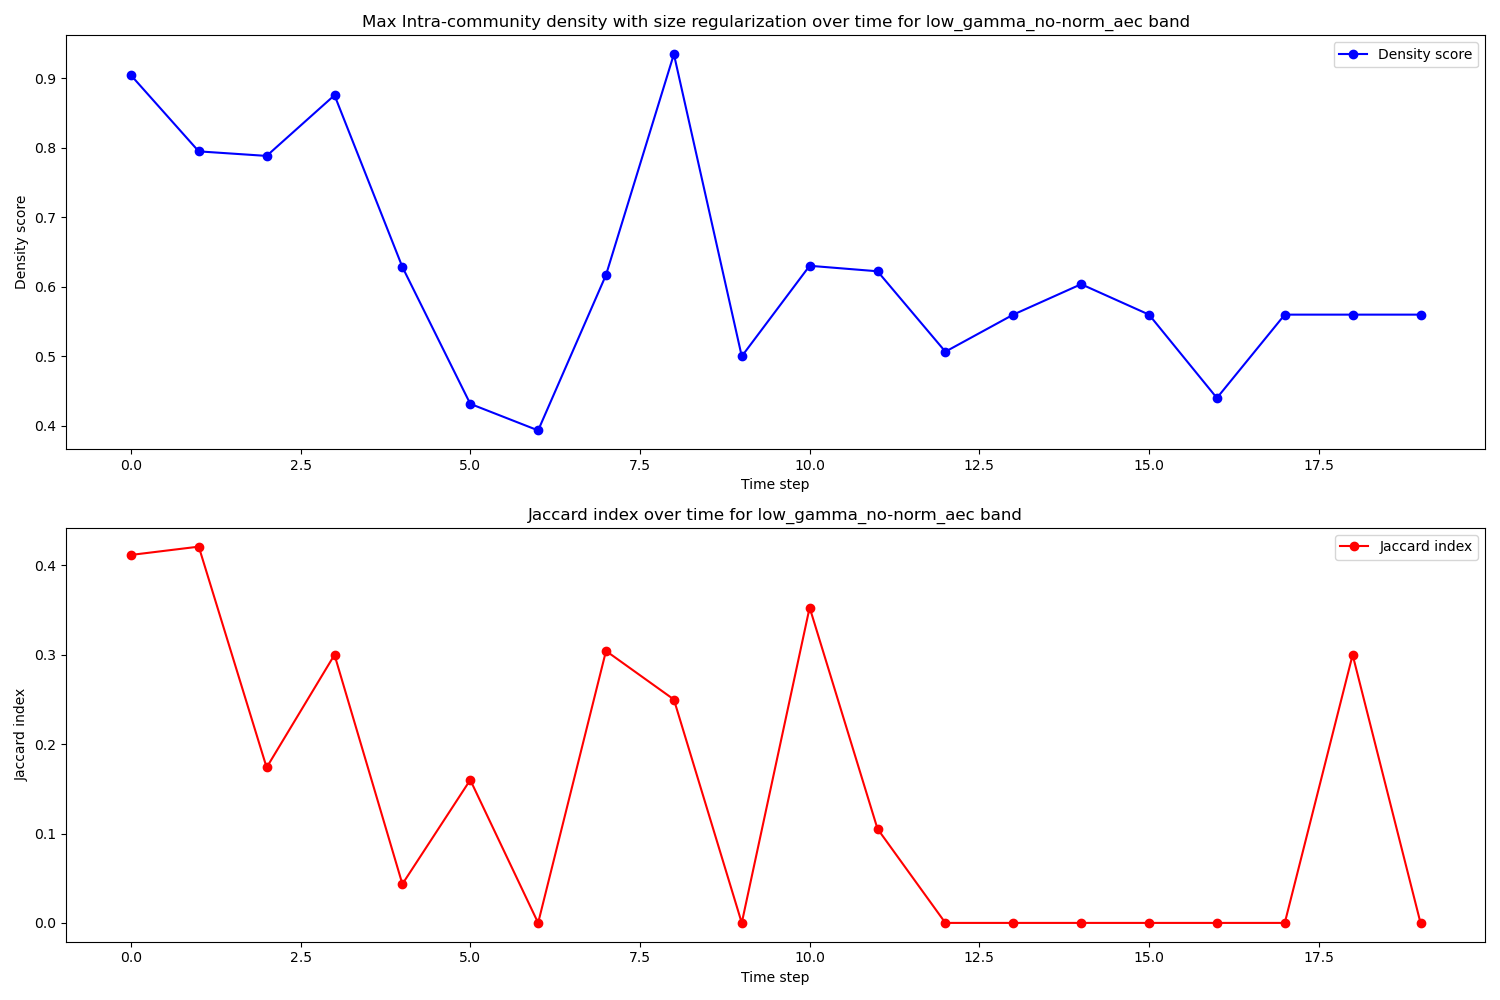 Max Intra-community density with size regularization over time for low_gamma_no-norm_aec band
Density score
Density score
0.9
0.8
0.7
0.6
0.5
0.4
0.0 2.5 5.0 7.5 10.0 12.5 15.0 17.5
Time step
Jaccard index over time for low_gamma_no-norm_aec band
Jaccard index
Jaccard index
0.4
0.3
0.2
0.1
0.0
0.0 2.5 5.0 7.5 10.0 12.5 15.0 17.5
Time step